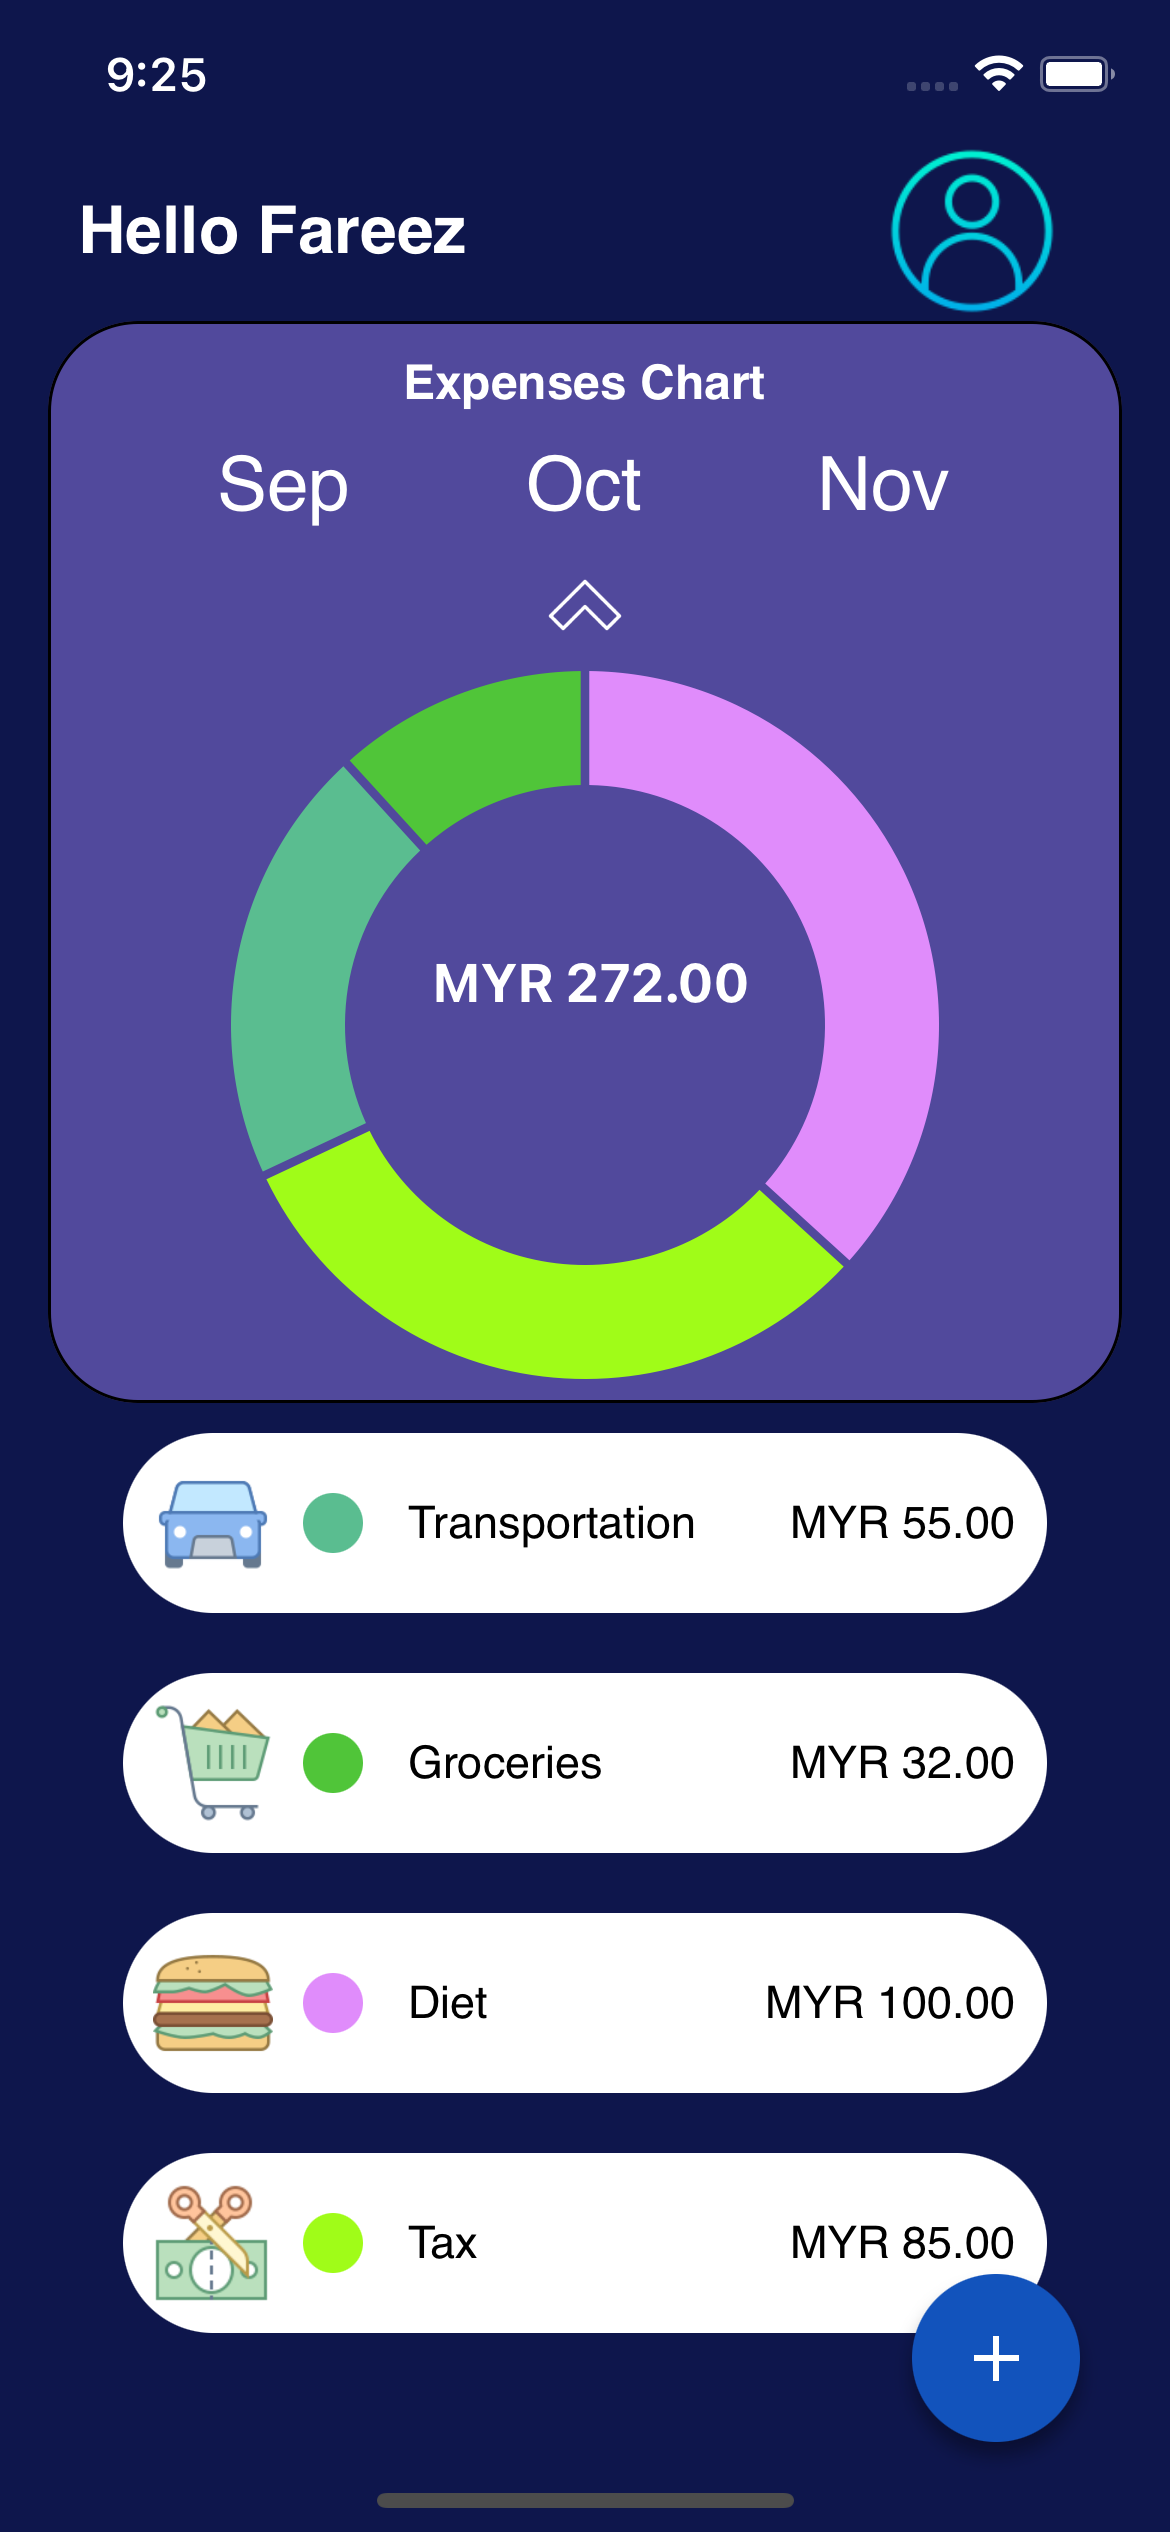 9:25
Hello Fareez
Expenses Chart
Sep Oct Nov
MYR 272.00
Transportation MYR 55.00
Groceries MYR 32.00
Diet MYR 100.00
Tax MYR 85.00
+